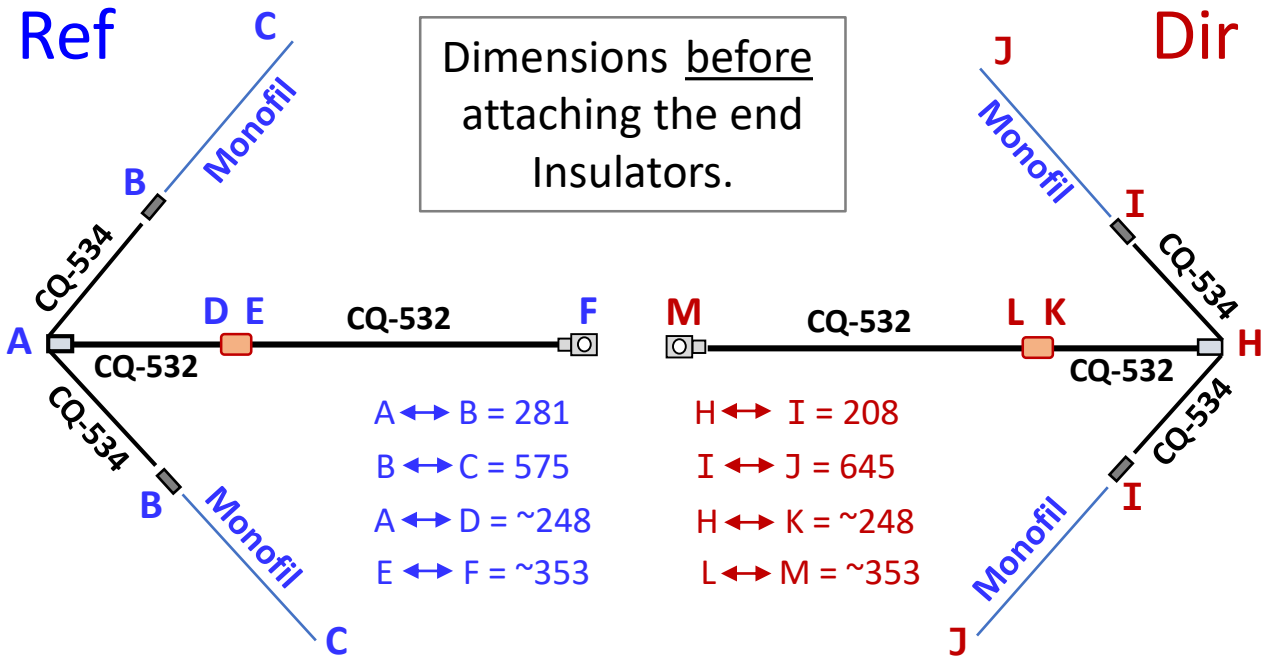 Ref
C
Monofil
B
CQ-534
A
D E
CQ-532
CQ-532
F
CQ-534
B
Monofil
C
Dimensions before
attaching the end
Insulators.
Dir
J
Monofil
I
CQ-534
M
CQ-532
L K
CQ-532
H
CQ-534
I
Monofil
J
A ↔ B = 281
B ↔ C = 575
A ↔ D = ~248
E ↔ F = ~353
H ↔ I = 208
I ↔ J = 645
H ↔ K = ~248
L ↔ M = ~353